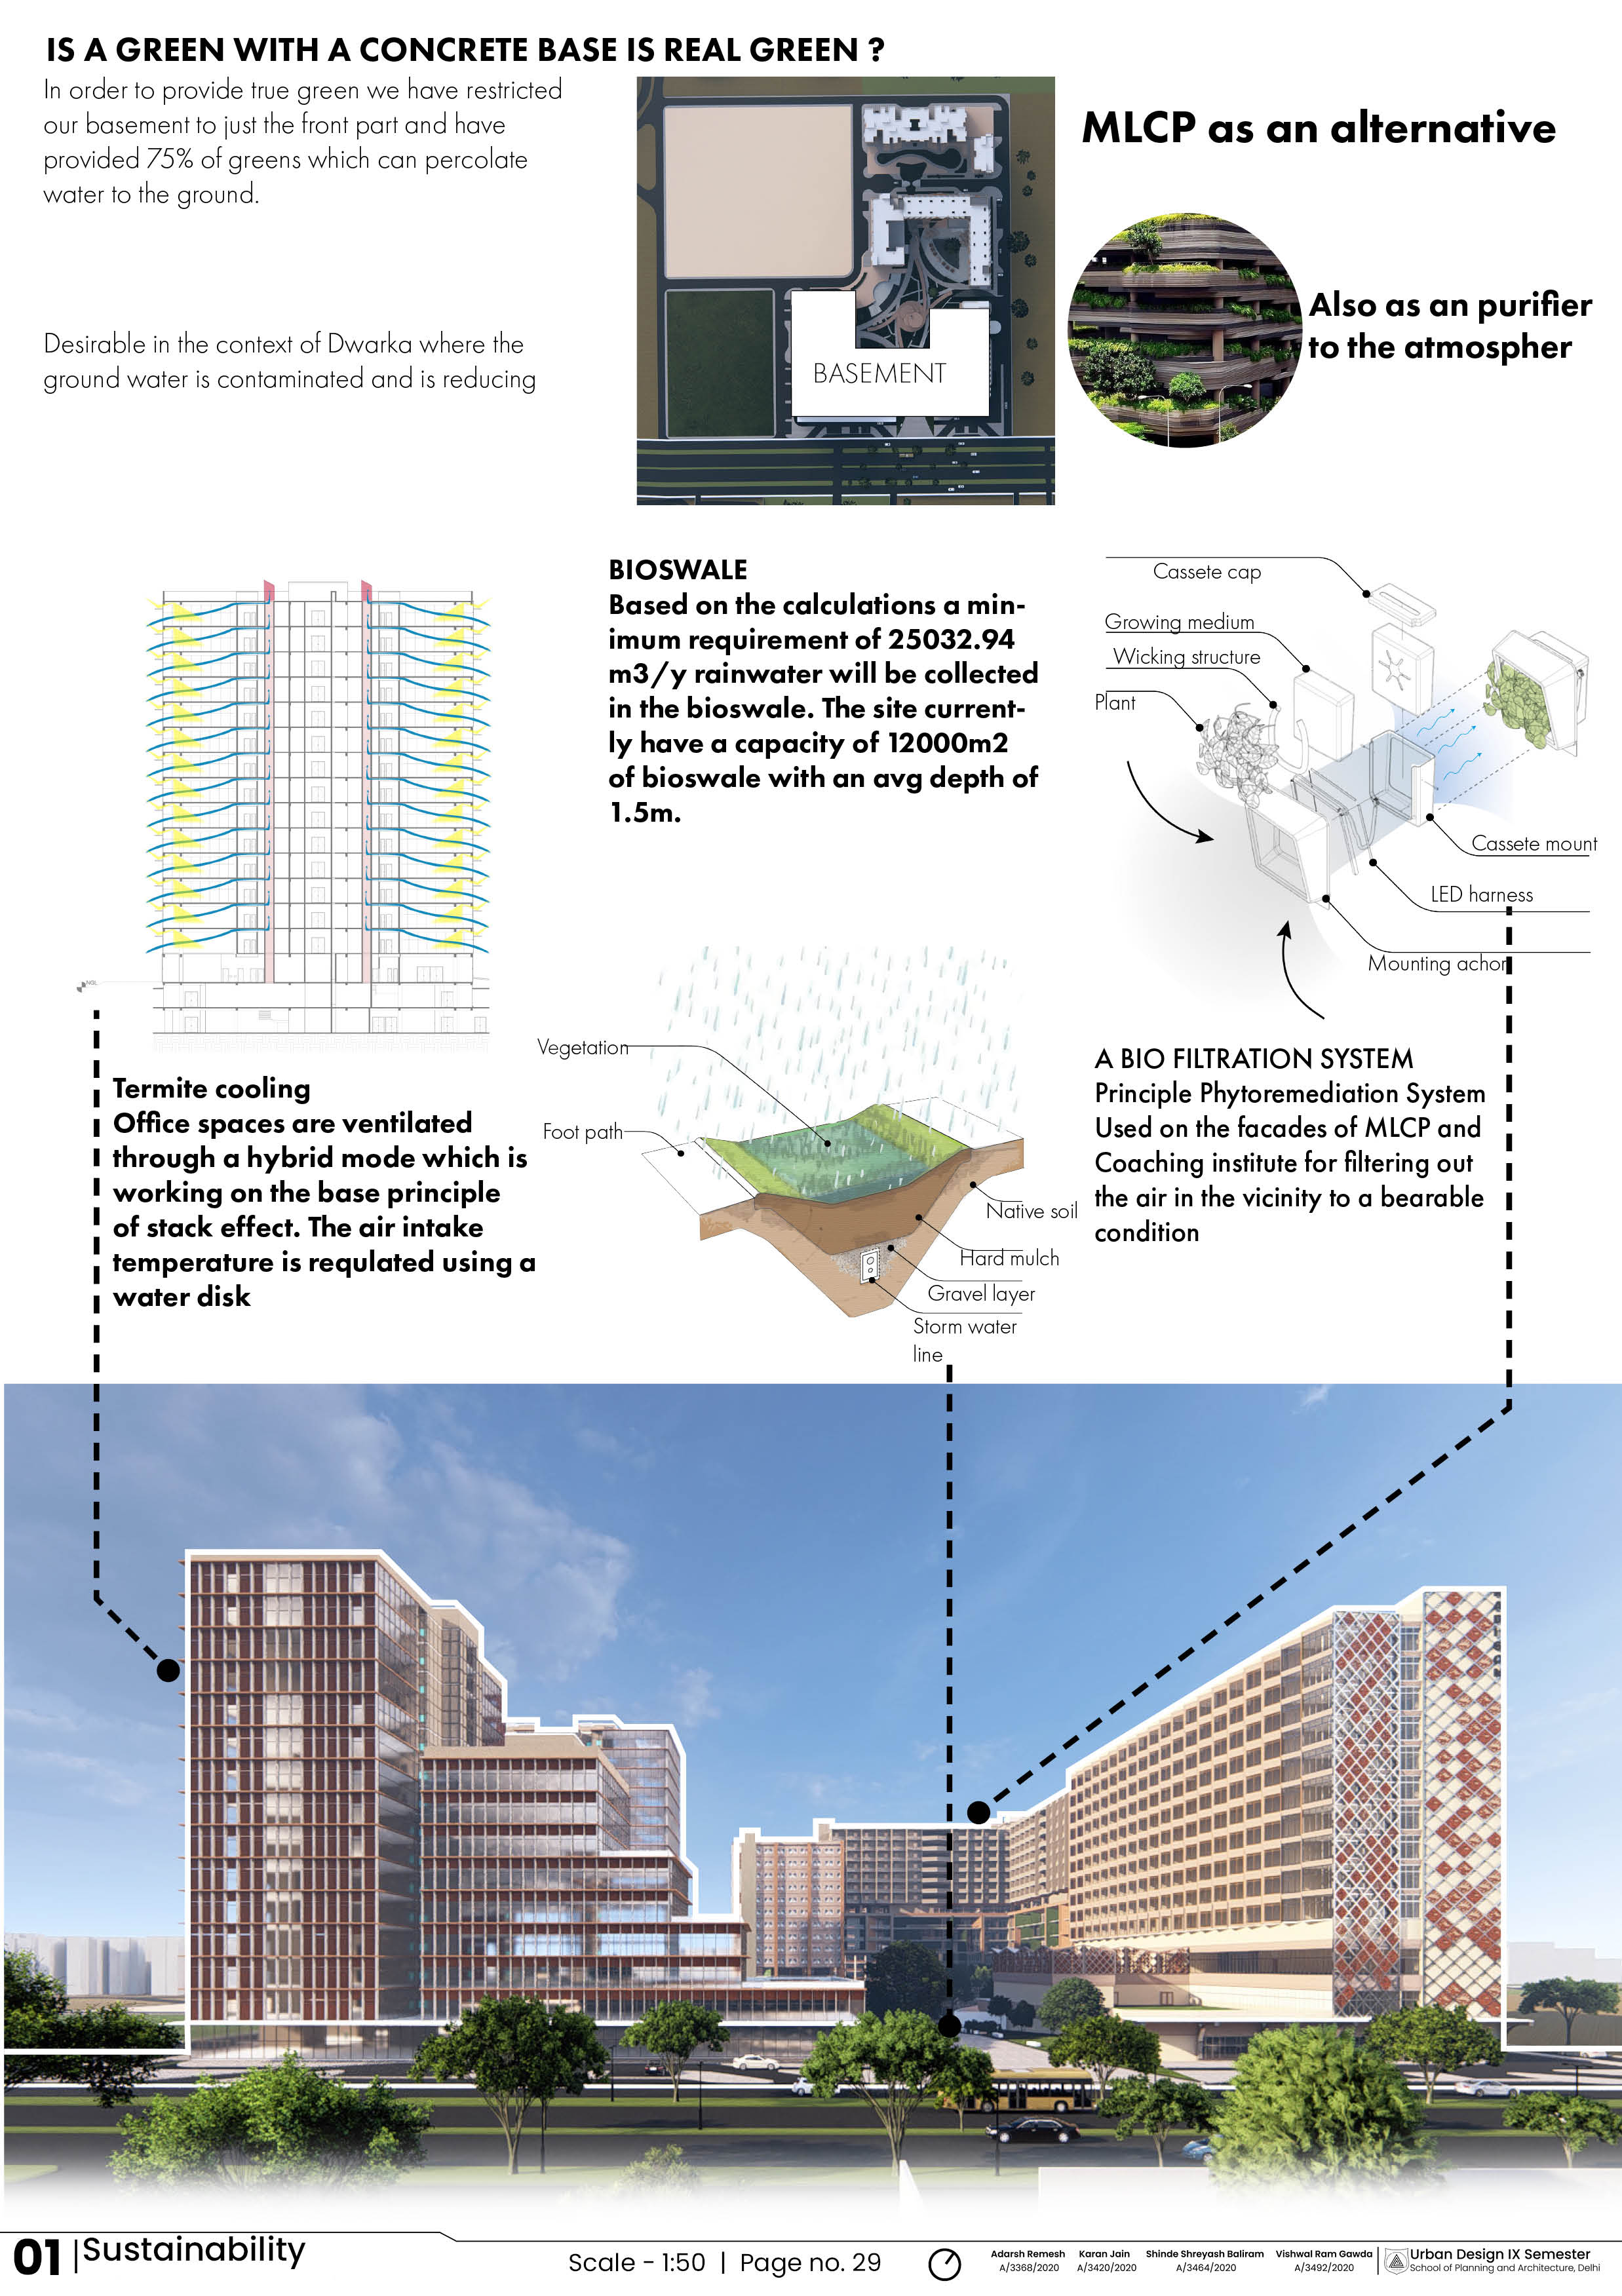 IS A GREEN WITH A CONCRETE BASE IS REAL GREEN ?
In order to provide true green we have restricted
our basement to just the front part and have
provided 75% of greens which can percolate
water to the ground.
Desirable in the context of Dwarka where the
ground water is contaminated and is reducing
BASEMENT
MLCP as an alternative
Also as an purifier
to the atmospher
NGL
Termite cooling
Office spaces are ventilated
through a hybrid mode which is
working on the base principle
of stack effect. The air intake
temperature is requlated using a
water disk
BIOSWALE
Based on the calculations a min-
imum requirement of 25032.94
m3/y rainwater will be collected
in the bioswale. The site current-
ly have a capacity of 12000m2
of bioswale with an avg depth of
1.5m.
Vegetation
Foot path
Native soil
Hard mulch
Gravel layer
Storm water
line
Cassete cap
Growing medium
Wicking structure
Plant
Cassete mount
LED harness
Mounting achor
A BIO FILTRATION SYSTEM
Principle Phytoremediation System
Used on the facades of MLCP and
Coaching institute for filtering out
the air in the vicinity to a bearable
condition
01 | Sustainability
Scale - 1:50 | Page no. 29
Adarsh Remesh
A/3368/2020
Karan Jain
A/3420/2020
Shinde Shreyash Baliram
A/3464/2020
Vishwal Ram Gawda
A/3492/2020
Urban Design IX Semester
School of Planning and Architecture, Delhi